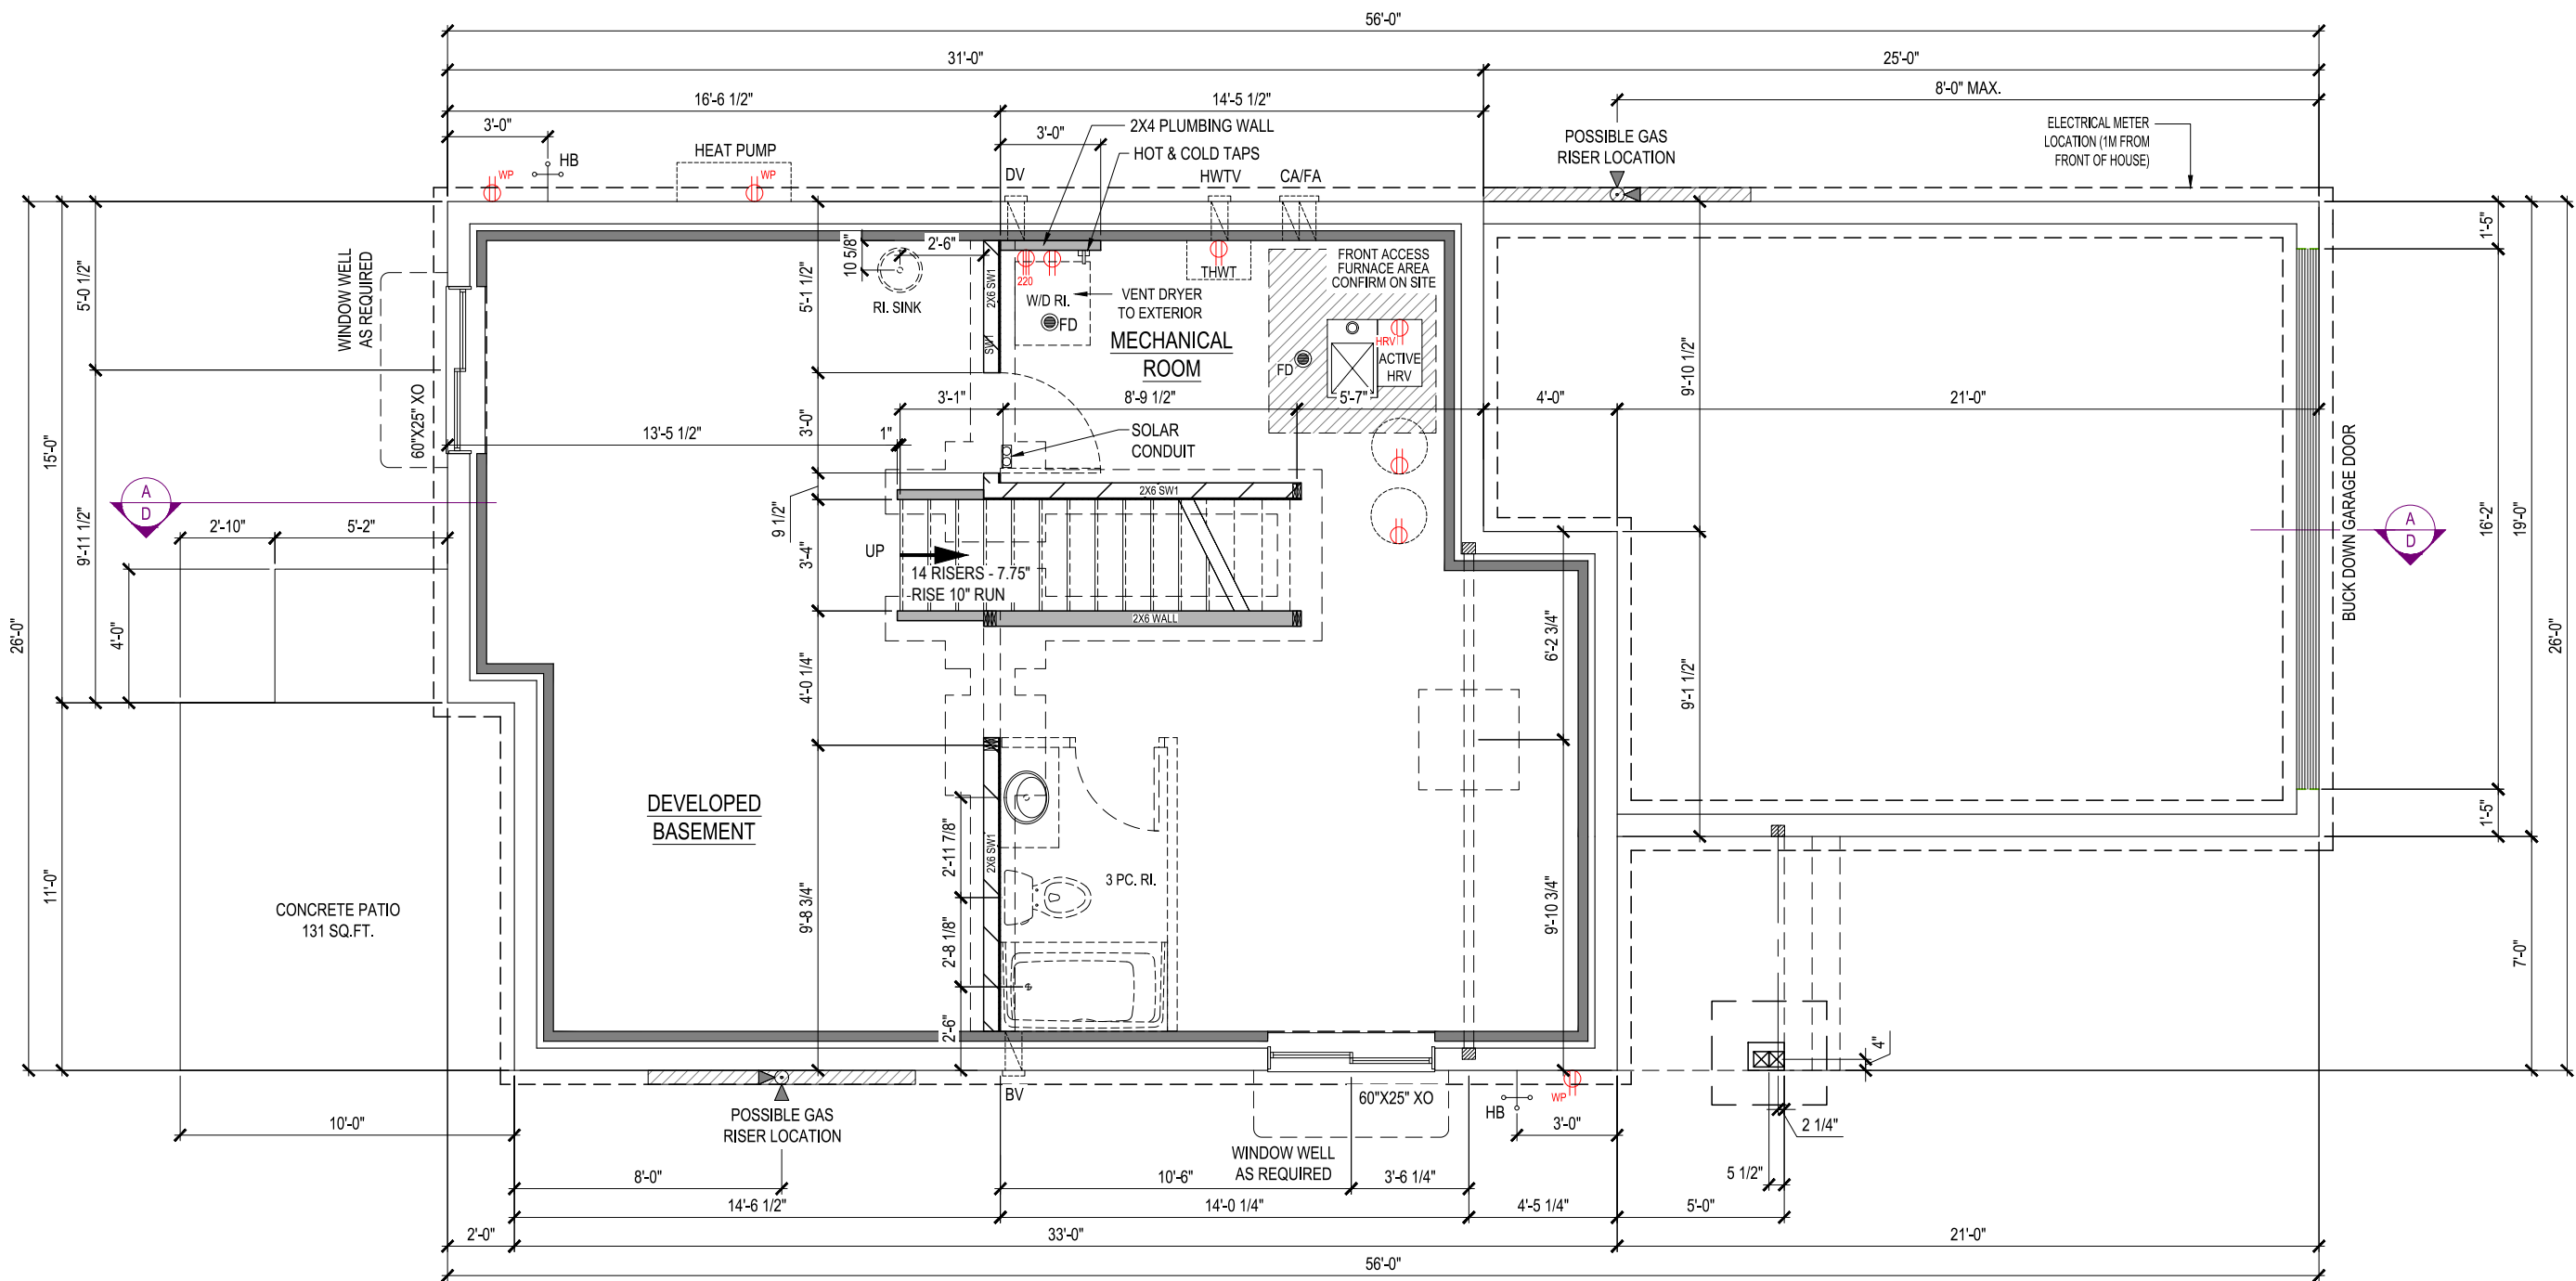 56'-0"
31'-0"
25'-0"
16'-6 1/2"
14'-5 1/2"
8'-0" MAX.
3'-0"
HB
3'-0"
2X4 PLUMBING WALL
HOT & COLD TAPS
POSSIBLE GAS
RISER LOCATION
ELECTRICAL METER
LOCATION (1M FROM
FRONT OF HOUSE)
HEAT PUMP
WP
WP
DV
HWTV
CA/FA
WINDOW WELL
AS REQUIRED
5'-0 1/2"
10 5/8"
2'-6"
RI. SINK
5'-1 1/2"
2X6 SW1
SW1
220
W/D RI.
FD
VENT DRYER
TO EXTERIOR
THWT
FRONT ACCESS
FURNACE AREA
CONFIRM ON SITE
MECHANICAL
ROOM
HRV
ACTIVE
HRV
FD
1'-5"
9'-10 1/2"
60"X25" XO
13'-5 1/2"
1"
3'-1"
8'-9 1/2"
5'-7"
4'-0"
21'-0"
3'-0"
SOLAR
CONDUIT
15'-0"
A
D
2'-10"
5'-2"
9'-11 1/2"
9 1/2"
2X6 SW1
UP
14 RISERS - 7.75"
RISE 10" RUN
3'-4"
2X6 WALL
BUCK DOWN GARAGE DOOR
A
D
16'-2"
19'-0"
26'-0"
4'-0"
4'-0 1/4"
6'-2 3/4"
9'-1 1/2"
26'-0"
DEVELOPED
BASEMENT
2X6 SW1
2'-11 7/8"
3 PC. RI.
1'-5"
11'-0"
CONCRETE PATIO
131 SQ.FT.
9'-8 3/4"
2'-8 1/8"
2'-6"
9'-10 3/4"
7'-0"
4"
BV
60"X25" XO
HB
WP
3'-0"
2 1/4"
10'-0"
POSSIBLE GAS
RISER LOCATION
WINDOW WELL
AS REQUIRED
8'-0"
10'-6"
3'-6 1/4"
5 1/2"
14'-6 1/2"
14'-0 1/4"
4'-5 1/4"
5'-0"
2'-0"
33'-0"
21'-0"
56'-0"